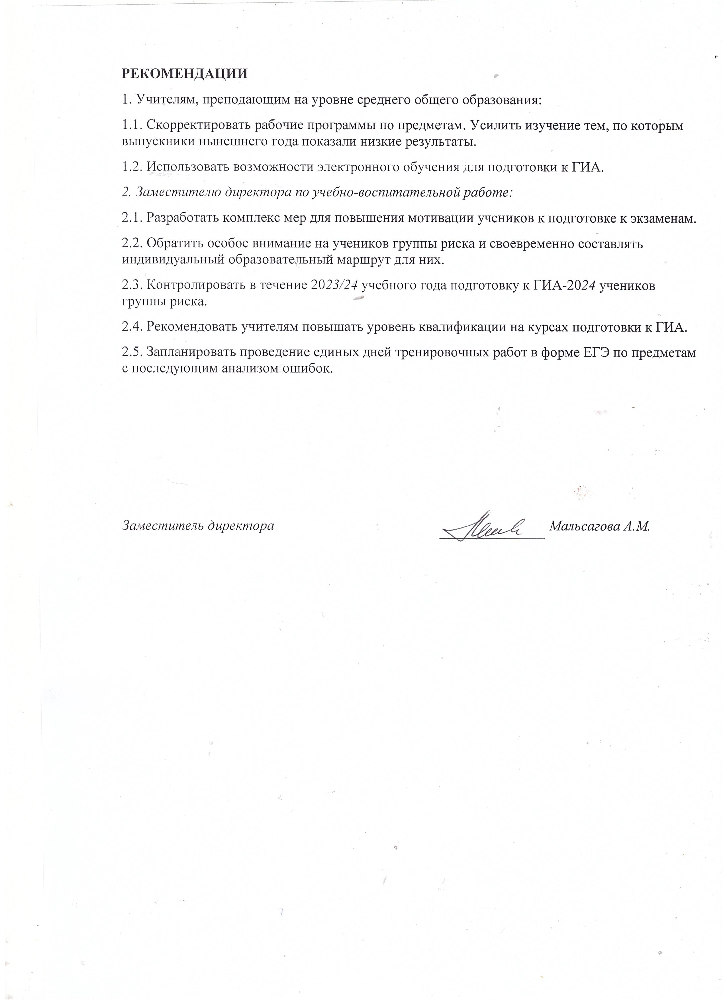 РЕКОМЕНДАЦИИ
1. Учителям, преподающим на уровне среднего общего образования:
1.1. Скорректировать рабочие программы по предметам. Усилить изучение тем, по которым
выпускники нынешнего года показали низкие результаты.
1.2. Использовать возможности электронного обучения для подготовки к ГИА.
2. Заместителю директора по учебно-воспитательной работе:
2.1. Разработать комплекс мер для повышения мотивации учеников к подготовке к экзаменам.
2.2. Обратить особое внимание на учеников группы риска и своевременно составлять
индивидуальный образовательный маршрут для них.
2.3. Контролировать в течение 2023/24 учебного года подготовку к ГИА-2024 учеников
группы риска.
2.4. Рекомендовать учителям повышать уровень квалификации на курсах подготовки к ГИА.
2.5. Запланировать проведение единых дней тренировочных работ в форме ЕГЭ по предметам
с последующим анализом ошибок.
Заместитель директора Мальсагова А.М.